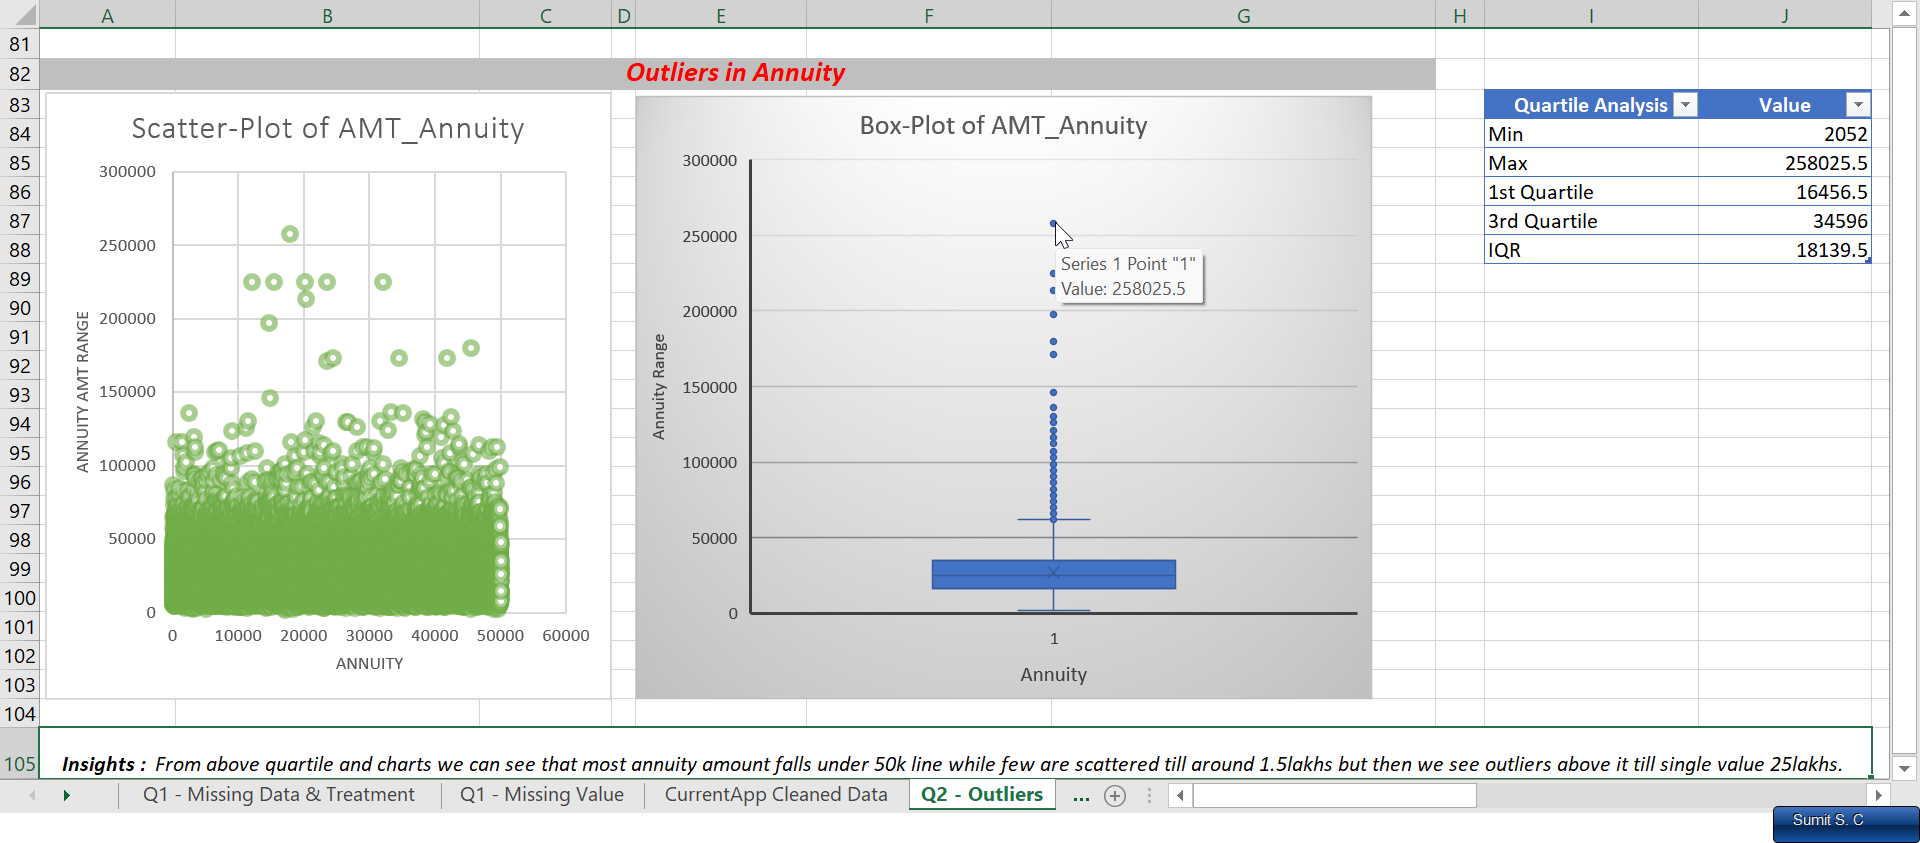 A B C D E F G H I J
81
82 Outliers in Annuity
83 Quartile Analysis Value
84 Min 2052
85 Max 258025.5
86 1st Quartile 16456.5
87 3rd Quartile 34596
88 IQR 18139.5
89
90
91
92
93
94
95
96
97
98
99
100
101
102
103
104
Scatter-Plot of AMT_Annuity
300000
250000
200000
150000
100000
50000
0
ANNUITY AMT RANGE
0 10000 20000 30000 40000 50000 60000
ANNUITY
Box-Plot of AMT_Annuity
300000
250000
200000
150000
100000
50000
0
Annuity Range
Series 1 Point "1"
Value: 258025.5
1
Annuity
105 Insights : From above quartile and charts we can see that most annuity amount falls under 50k line while few are scattered till around 1.5lakhs but then we see outliers above it till single value 25lakhs.
Q1 - Missing Data & Treatment Q1 - Missing Value CurrentApp Cleaned Data Q2 - Outliers ...
Sumit S. C